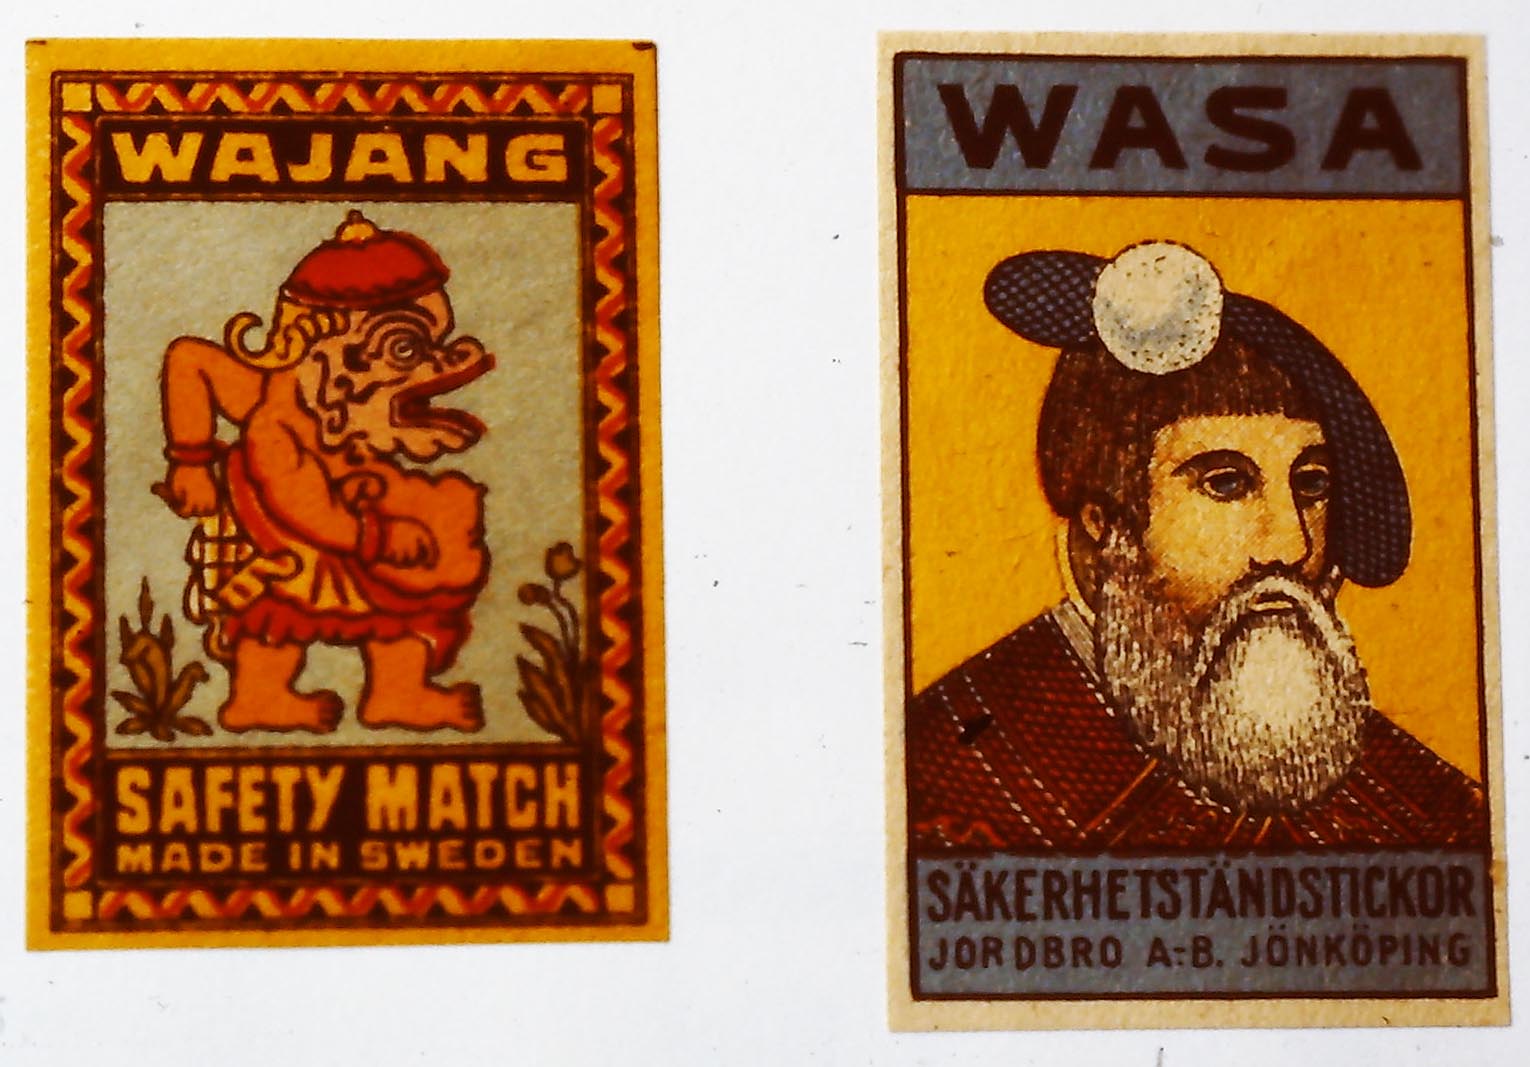 WAJANG
SAFETY MATCH
MADE IN SWEDEN
WASA
SÄKERHETSTÄNDSTICKOR
JORDBRO A.-B. JÖNKÖPING